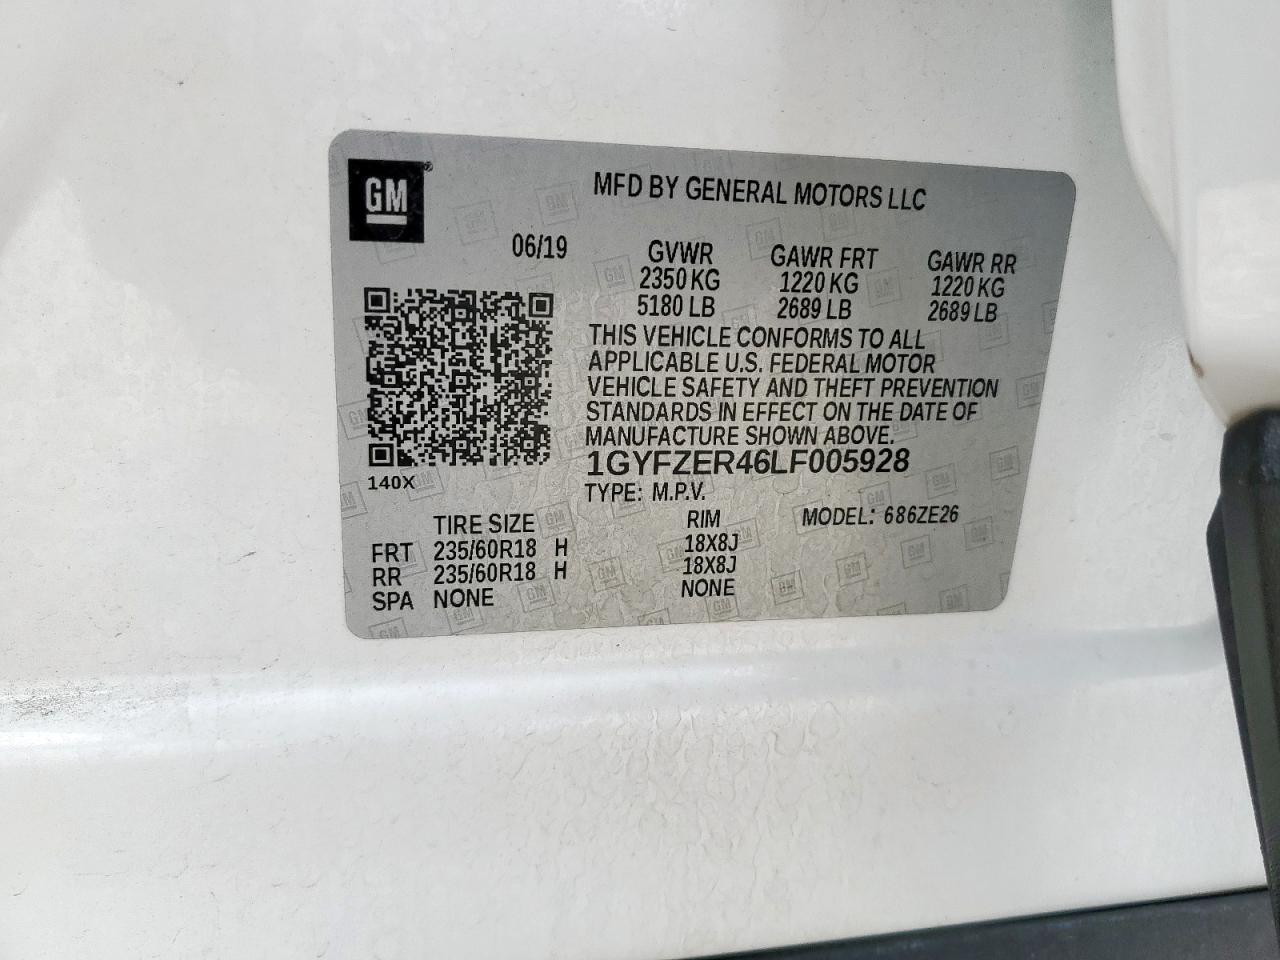 GM®
MFD BY GENERAL MOTORS LLC
06/19
GVWR GAWR FRT GAWR RR
2350 KG 1220 KG 1220 KG
5180 LB 2689 LB 2689 LB
THIS VEHICLE CONFORMS TO ALL
APPLICABLE U.S. FEDERAL MOTOR
VEHICLE SAFETY AND THEFT PREVENTION
STANDARDS IN EFFECT ON THE DATE OF
MANUFACTURE SHOWN ABOVE.
1GYFZER46LF005928
140X
TYPE: M.P.V.
MODEL: 686ZE26
TIRE SIZE RIM
FRT 235/60R18 H 18X8J
RR 235/60R18 H 18X8J
SPA NONE NONE